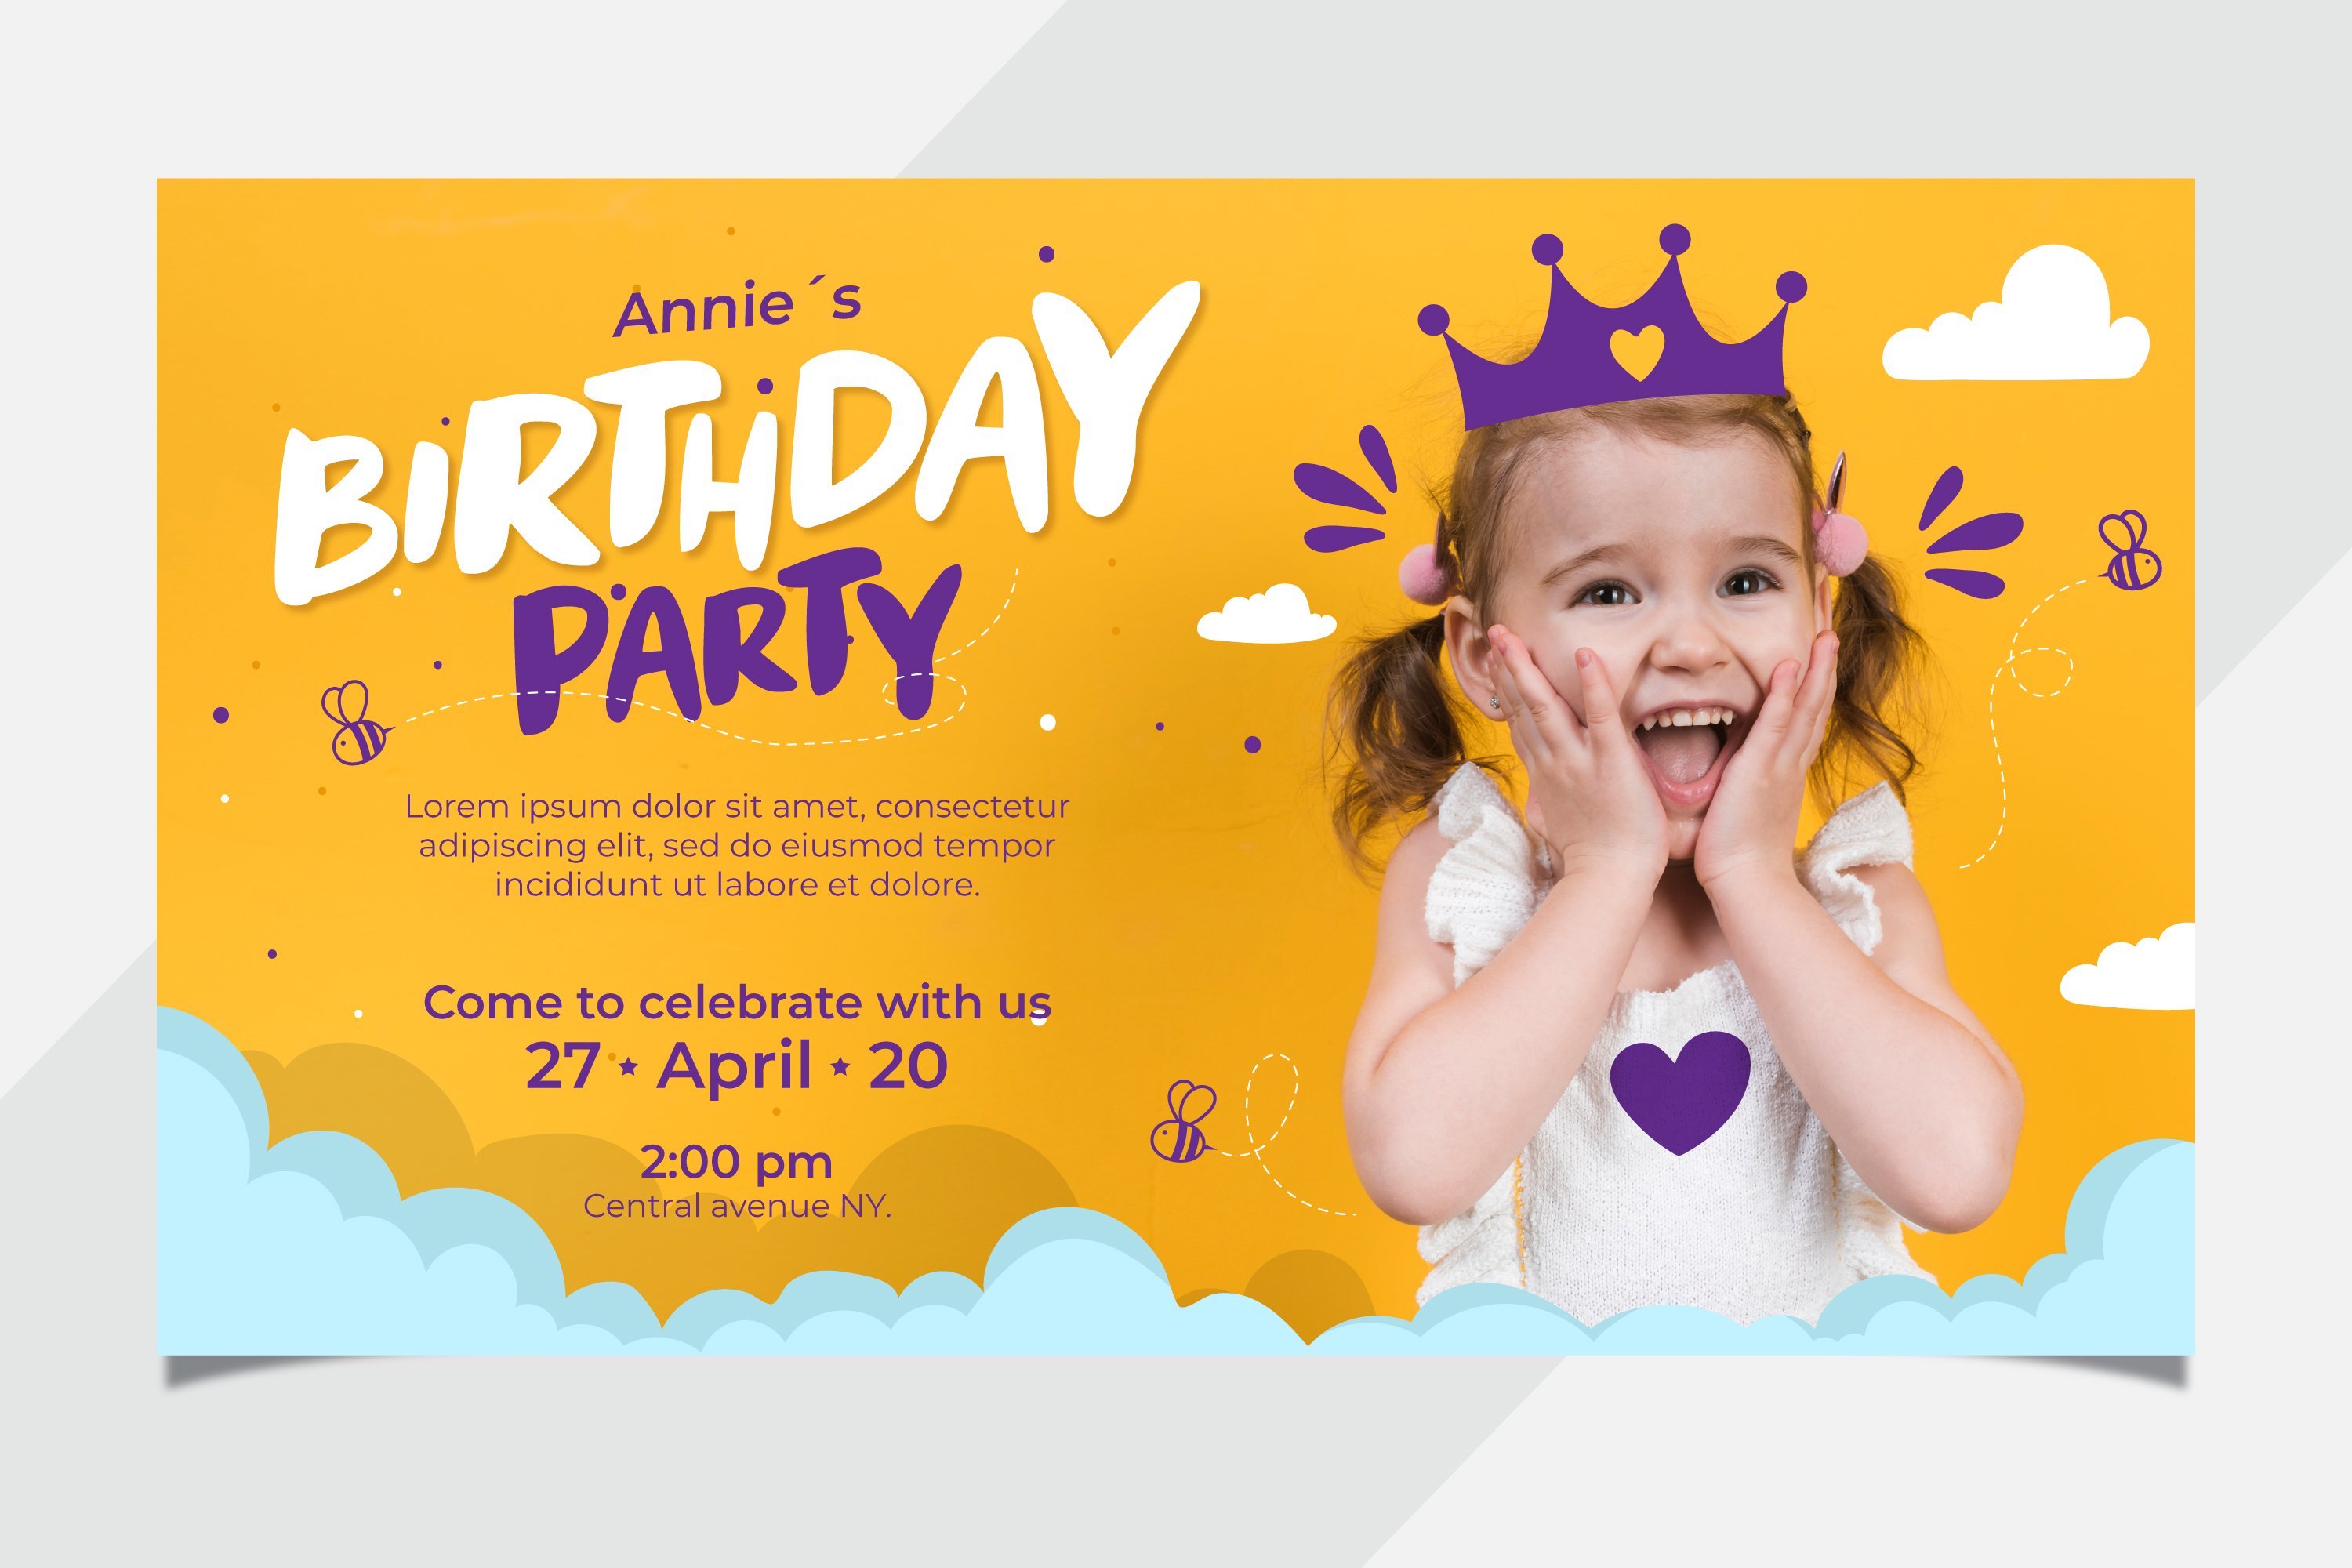 Annie´s
BIRTHDAY
PARTY
Lorem ipsum dolor sit amet, consectetur
adipiscing elit, sed do eiusmod tempor
incididunt ut labore et dolore.
Come to celebrate with us
27 ★ April ★ 20
2:00 pm
Central avenue NY.